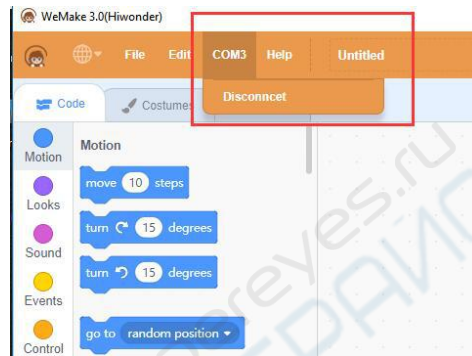 WeMake 3.0(Hiwonder)
File Edit COM3 Help Untitled
Disconncet
Code Costumes
Motion
Motion
move 10 steps
Looks
turn 15 degrees
Sound
turn 15 degrees
Events
go to random position
Control